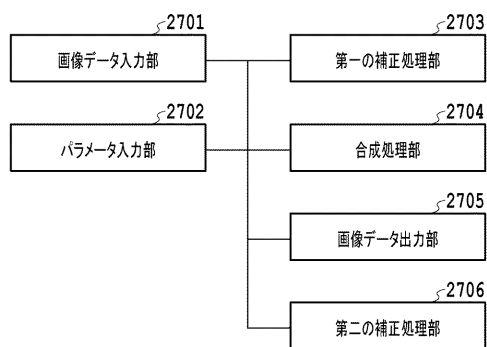 2701
画像データ入力部
2702
パラメータ入力部
2703
第一の補正処理部
2704
合成処理部
2705
画像データ出力部
2706
第二の補正処理部